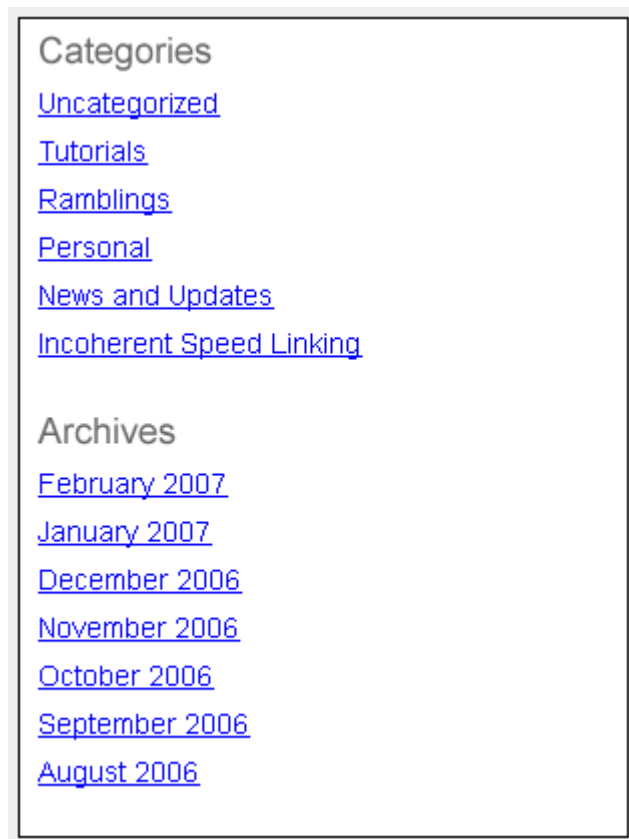 Categories
Uncategorized
Tutorials
Ramblings
Personal
News and Updates
Incoherent Speed Linking
Archives
February 2007
January 2007
December 2006
November 2006
October 2006
September 2006
August 2006